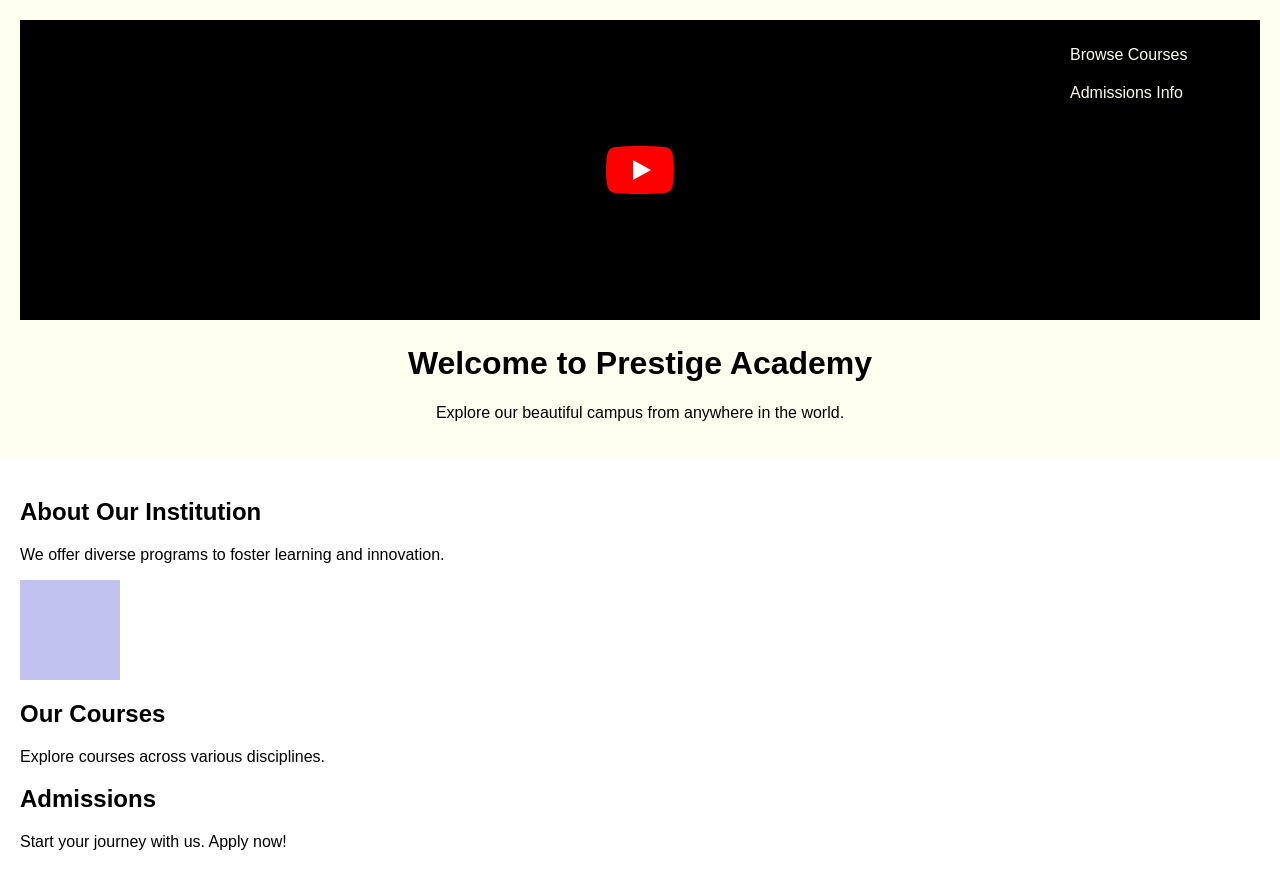 Browse Courses
Admissions Info
Welcome to Prestige Academy
Explore our beautiful campus from anywhere in the world.
About Our Institution
We offer diverse programs to foster learning and innovation.
Our Courses
Explore courses across various disciplines.
Admissions
Start your journey with us. Apply now!